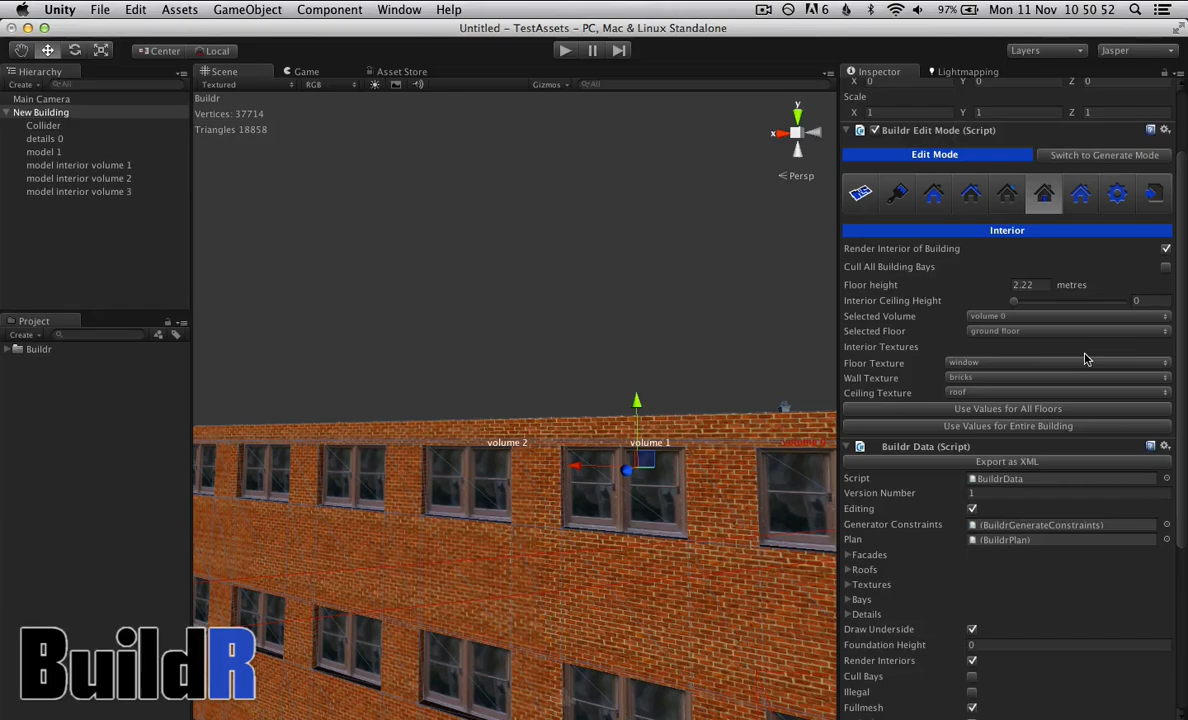 Unity File Edit Assets GameObject Component Window Help 6 97% Mon 11 Nov 10 50 52
Untitled - TestAssets - PC, Mac & Linux Standalone
Center Local Layers Jasper
Hierarchy Scene Game Asset Store Inspector Lightmapping
Create All Textured RGB Gizmos All X 0 Y 0 Z 0
Main Camera Buildr Scale
New Building Vertices: 37714 X 1 Y 1 Z 1
Collider Triangles 18858 y x Buildr Edit Mode (Script)
details 0
model 1 Edit Mode Switch to Generate Mode
model interior volume 1
model interior volume 2 Persp
model interior volume 3
Interior
Render Interior of Building
Cull All Building Bays
Floor height 2.22 metres
Interior Ceiling Height 0
Selected Volume volume 0
Project Selected Floor ground floor
Create Interior Textures
Buildr Floor Texture window
Wall Texture bricks
Ceiling Texture roof
Use Values for All Floors
Use Values for Entire Building
volume 2 volume 1 volume 0 Buildr Data (Script)
Export as XML
Script BuildrData
Version Number 1
Editing
Generator Constraints (BuildrGenerateConstraints)
Plan (BuildrPlan)
Facades
Roofs
Textures
Bays
Details
Draw Underside
Foundation Height 0
Render Interiors
Cull Bays
Illegal
Fullmesh
BuildR